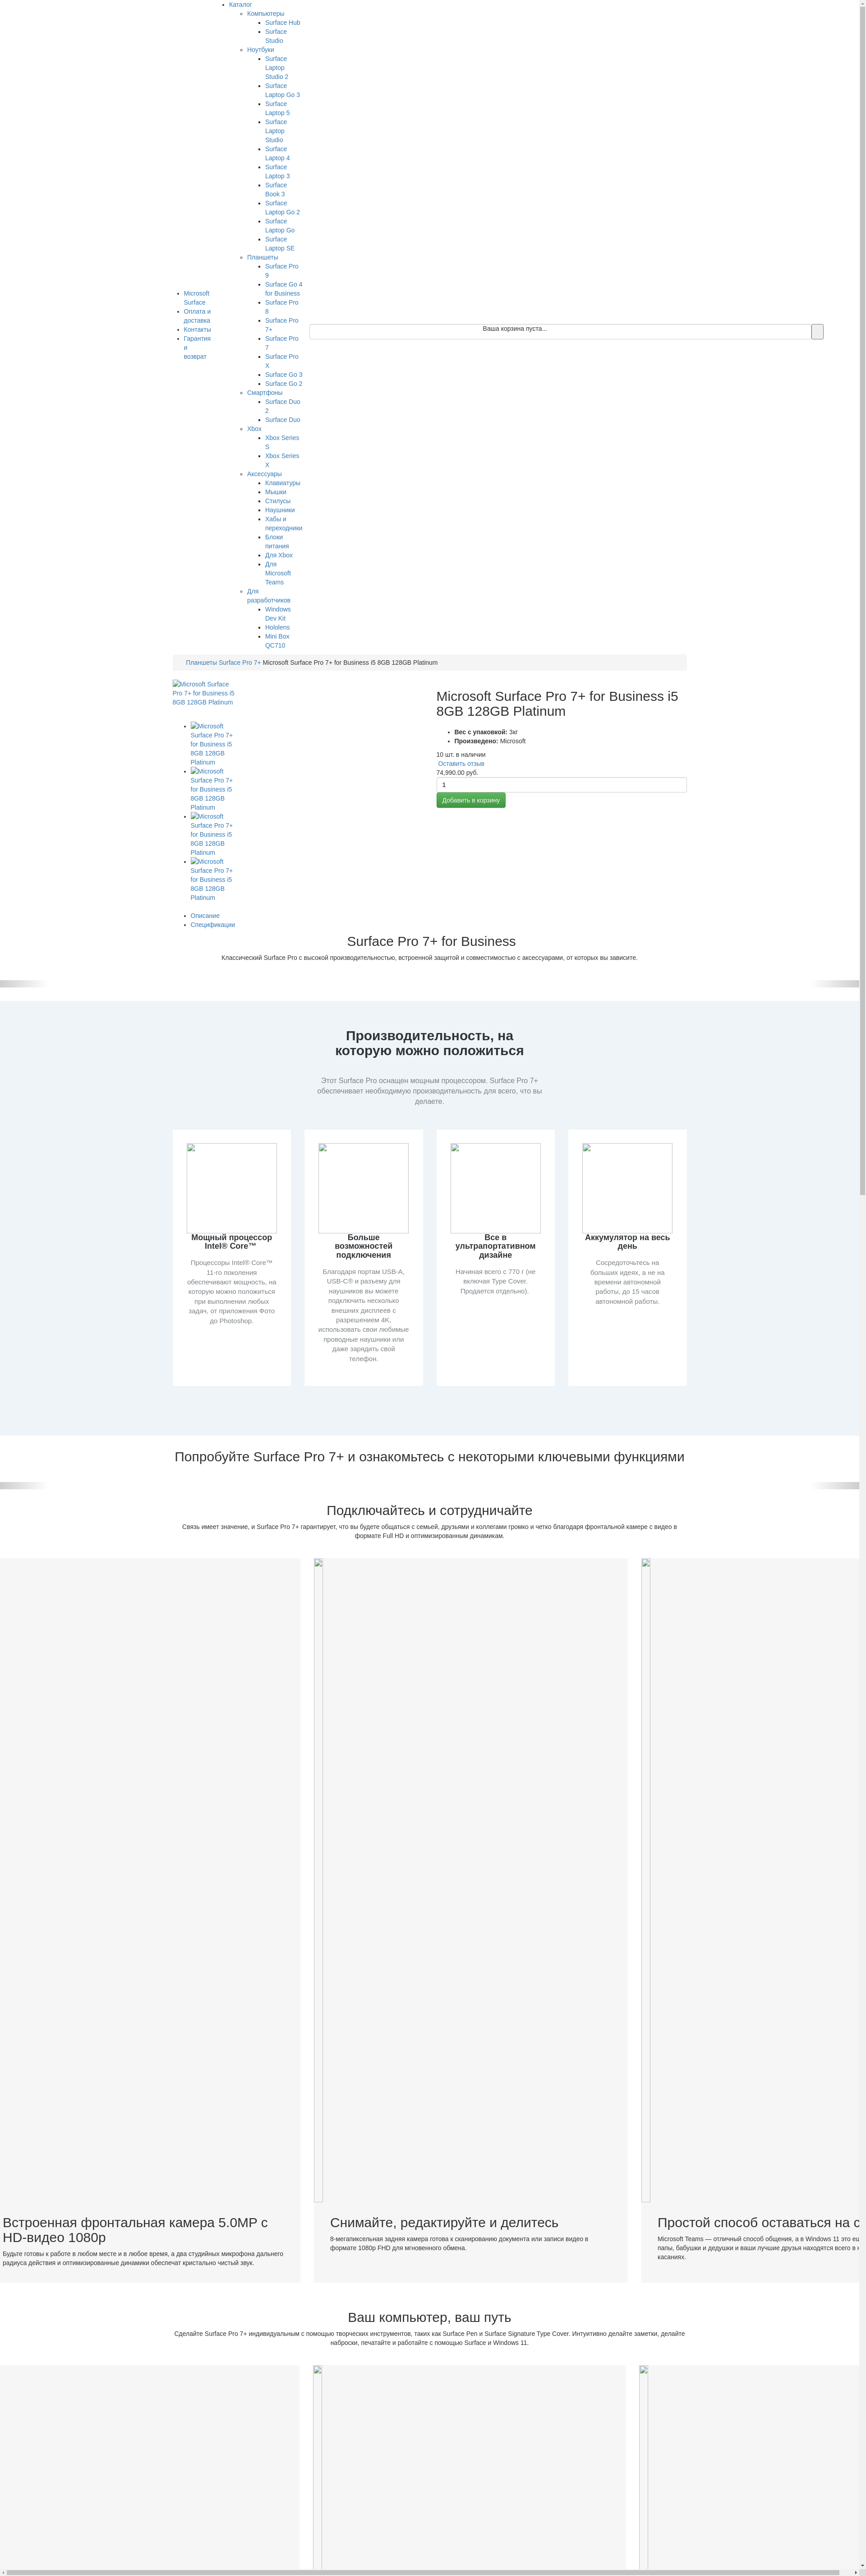 Microsoft
Surface
Оплата и
доставка
Контакты
Гарантия
и
возврат
Каталог
Компьютеры
Surface Hub
Surface
Studio
Ноутбуки
Surface
Laptop
Studio 2
Surface
Laptop Go 3
Surface
Laptop 5
Surface
Laptop
Studio
Surface
Laptop 4
Surface
Laptop 3
Surface
Book 3
Surface
Laptop Go 2
Surface
Laptop Go
Surface
Laptop SE
Планшеты
Surface Pro
9
Surface Go 4
for Business
Surface Pro
8
Surface Pro
7+
Surface Pro
7
Surface Pro
X
Surface Go 3
Surface Go 2
Смартфоны
Surface Duo
2
Surface Duo
Xbox
Xbox Series
S
Xbox Series
X
Аксессуары
Клавиатуры
Мышки
Стилусы
Наушники
Хабы и
переходники
Блоки
питания
Для Xbox
Для
Microsoft
Teams
Для
разработчиков
Windows
Dev Kit
Hololens
Mini Box
QC710
Ваша корзина пуста...
Планшеты Surface Pro 7+ Microsoft Surface Pro 7+ for Business i5 8GB 128GB Platinum
Microsoft Surface
Pro 7+ for Business i5
8GB 128GB Platinum
Microsoft
Surface Pro 7+
for Business i5
8GB 128GB
Platinum
Microsoft
Surface Pro 7+
for Business i5
8GB 128GB
Platinum
Microsoft
Surface Pro 7+
for Business i5
8GB 128GB
Platinum
Microsoft
Surface Pro 7+
for Business i5
8GB 128GB
Platinum
Microsoft Surface Pro 7+ for Business i5
8GB 128GB Platinum
Вес с упаковкой: 3кг
Произведено: Microsoft
10 шт. в наличии
Оставить отзыв
74,990.00 руб.
1
Добавить в корзину
Описание
Спецификации
Surface Pro 7+ for Business
Классический Surface Pro с высокой производительностью, встроенной защитой и совместимостью с аксессуарами, от которых вы зависите.
Производительность, на
которую можно положиться
Этот Surface Pro оснащен мощным процессором. Surface Pro 7+
обеспечивает необходимую производительность для всего, что вы
делаете.
Мощный процессор
Intel® Core™
Процессоры Intel® Core™
11-го поколения
обеспечивают мощность, на
которую можно положиться
при выполнении любых
задач, от приложения Фото
до Photoshop.
Больше
возможностей
подключения
Благодаря портам USB-A,
USB-C® и разъему для
наушников вы можете
подключить несколько
внешних дисплеев с
разрешением 4K,
использовать свои любимые
проводные наушники или
даже зарядить свой
телефон.
Все в
ультрапортативном
дизайне
Начиная всего с 770 г (не
включая Type Cover.
Продается отдельно).
Аккумулятор на весь
день
Сосредоточьтесь на
больших идеях, а не на
времени автономной
работы, до 15 часов
автономной работы.
Попробуйте Surface Pro 7+ и ознакомьтесь с некоторыми ключевыми функциями
Подключайтесь и сотрудничайте
Связь имеет значение, и Surface Pro 7+ гарантирует, что вы будете общаться с семьей, друзьями и коллегами громко и четко благодаря фронтальной камере с видео в
формате Full HD и оптимизированным динамикам.
Встроенная фронтальная камера 5.0MP с
HD-видео 1080p
Будьте готовы к работе в любом месте и в любое время, а два студийных микрофона дальнего
радиуса действия и оптимизированные динамики обеспечат кристально чистый звук.
Снимайте, редактируйте и делитесь
8-мегапиксельная задняя камера готова к сканированию документа или записи видео в
формате 1080p FHD для мгновенного обмена.
Простой способ оставаться на с
Microsoft Teams — отличный способ общения, а в Windows 11 это ещ
папы, бабушки и дедушки и ваши лучшие друзья находятся всего в н
касаниях.
Ваш компьютер, ваш путь
Сделайте Surface Pro 7+ индивидуальным с помощью творческих инструментов, таких как Surface Pen и Surface Signature Type Cover. Интуитивно делайте заметки, делайте
наброски, печатайте и работайте с помощью Surface и Windows 11.